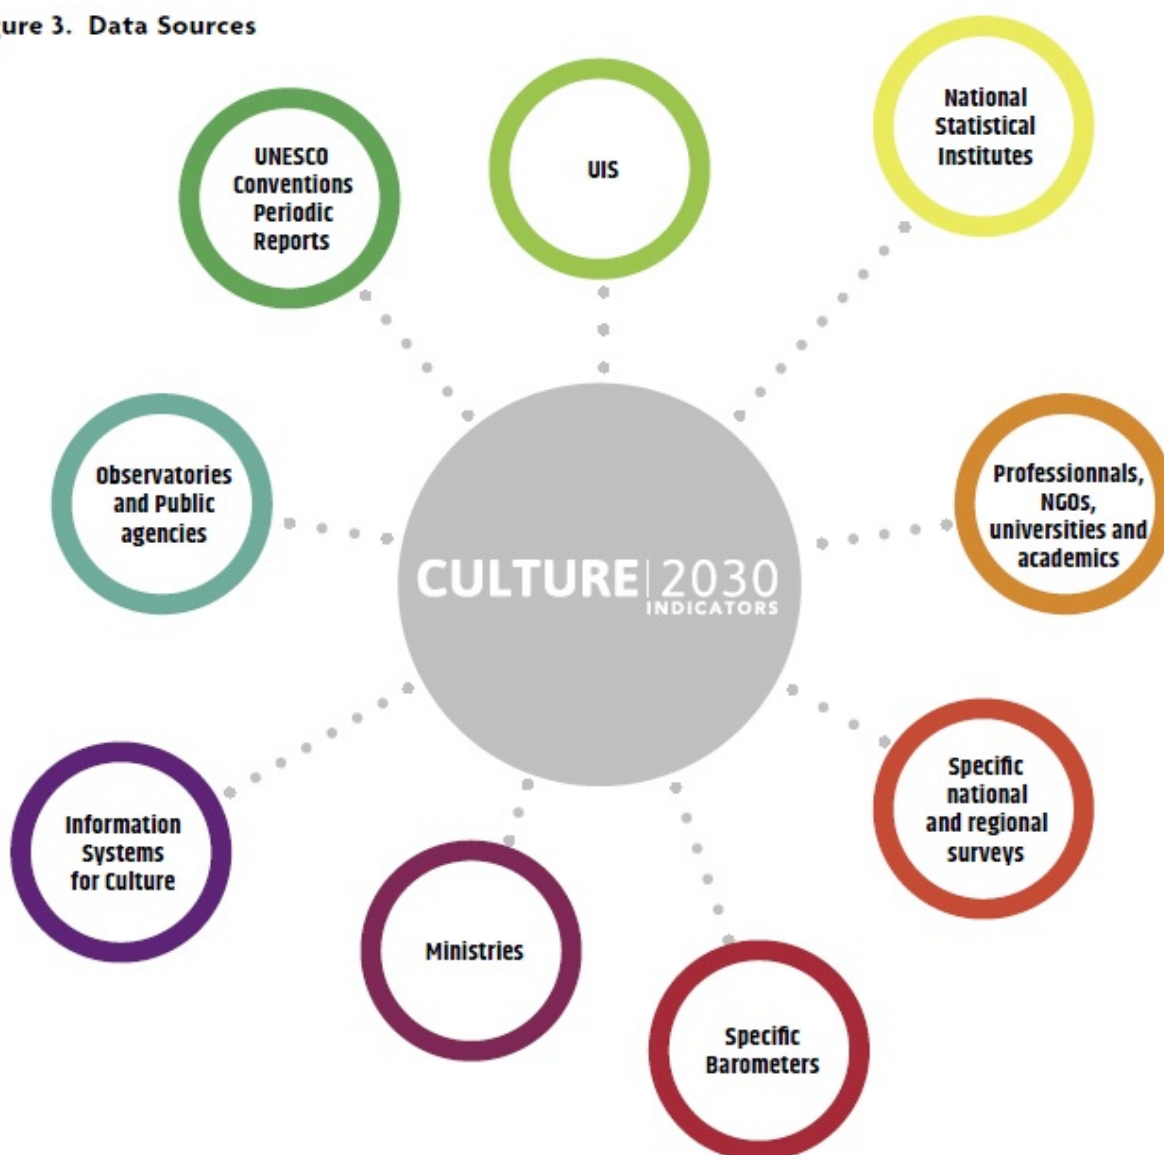 ure 3. Data Sources
UNESCO
Conventions
Periodic
Reports
UIS
National
Statistical
Institutes
Observatories
and Public
agencies
CULTURE|2030
INDICATORS
Professionnals,
NGOs,
universities and
academics
Information
Systems
for Culture
Ministries
Specific
Barometers
Specific
national
and regional
surveys